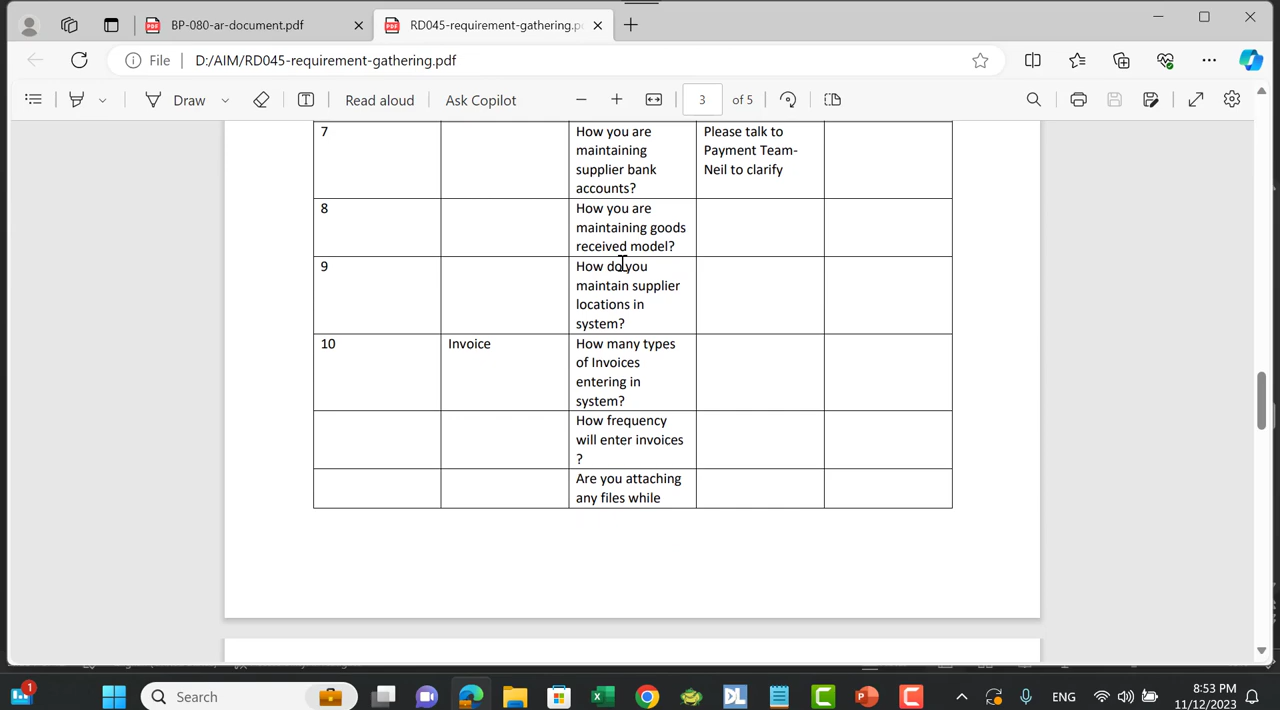 BP-080-ar-document.pdf
RD045-requirement-gathering.p
File
D:/AIM/RD045-requirement-gathering.pdf
Draw
Read aloud
Ask Copilot
3
of 5
7
How you are
maintaining
supplier bank
accounts?
Please talk to
Payment Team-
Neil to clarify
8
How you are
maintaining goods
received model?
9
How do you
maintain supplier
locations in
system?
10
Invoice
How many types
of Invoices
entering in
system?
How frequency
will enter invoices
?
Are you attaching
any files while
1
Search
ENG
8:53 PM
11/12/2023